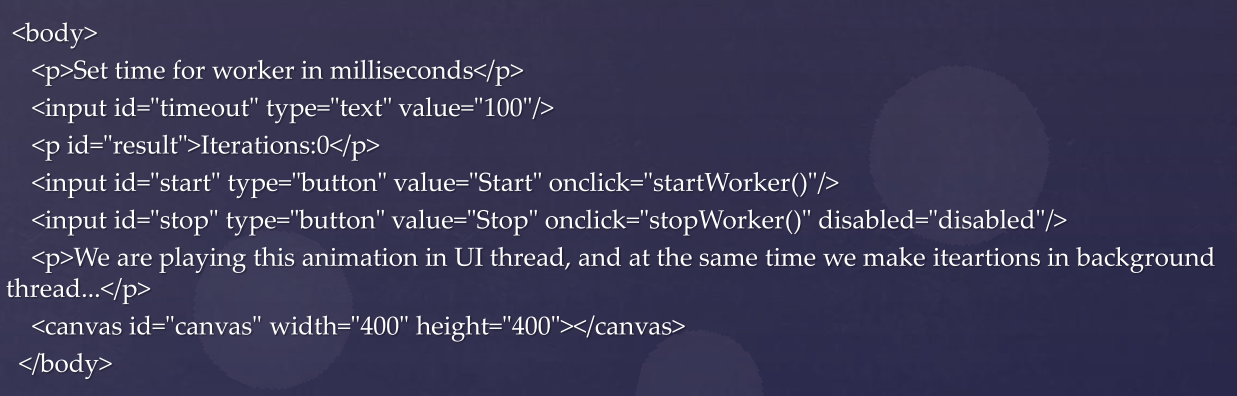 <body>
<p>Set time for worker in milliseconds</p>
<input id="timeout" type="text" value="100"/>
<p id="result">Iterations:0</p>
<input id="start" type="button" value="Start" onclick="startWorker()"/>
<input id="stop" type="button" value="Stop" onclick="stopWorker()" disabled="disabled"/>
<p>We are playing this animation in UI thread, and at the same time we make iteartions in background
thread...</p>
<canvas id="canvas" width="400" height="400"></canvas>
</body>